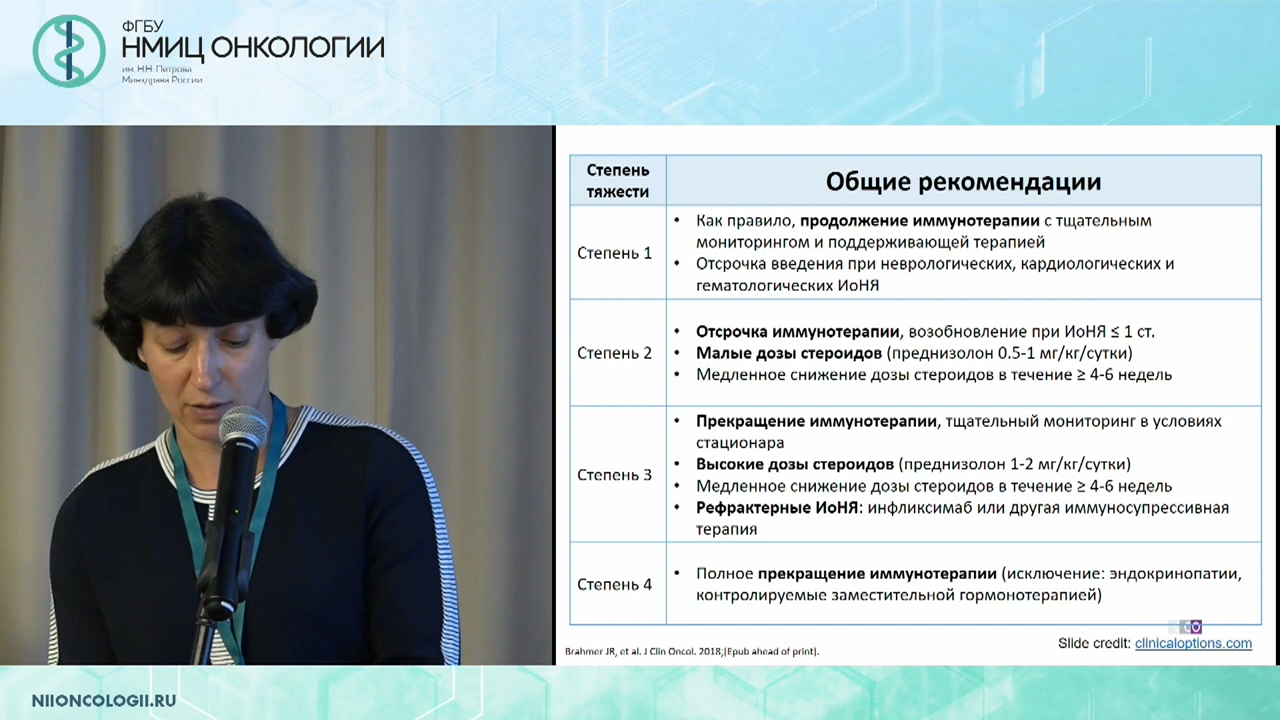 ФГБУ
НМИЦ ОНКОЛОГИИ
им. Н.Н. Петрова
Минздрава России
Степень
тяжести
Общие рекомендации
Степень 1
• Как правило, продолжение иммунотерапии с тщательным
мониторингом и поддерживающей терапией
• Отсрочка введения при неврологических, кардиологических и
гематологических ИоНЯ
Степень 2
• Отсрочка иммунотерапии, возобновление при ИоНЯ ≤ 1 ст.
• Малые дозы стероидов (преднизолон 0.5-1 мг/кг/сутки)
• Медленное снижение дозы стероидов в течение ≥ 4-6 недель
Степень 3
• Прекращение иммунотерапии, тщательный мониторинг в условиях
стационара
• Высокие дозы стероидов (преднизолон 1-2 мг/кг/сутки)
• Медленное снижение дозы стероидов в течение ≥ 4-6 недель
• Рефрактерные ИоНЯ: инфликсимаб или другая иммуносупрессивная
терапия
Степень 4
• Полное прекращение иммунотерапии (исключение: эндокринопатии,
контролируемые заместительной гормонотерапией)
Slide credit: clinicaloptions.com
Brahmer JR, et al. J Clin Oncol. 2018;[Epub ahead of print].
NIIONCOLOGII.RU